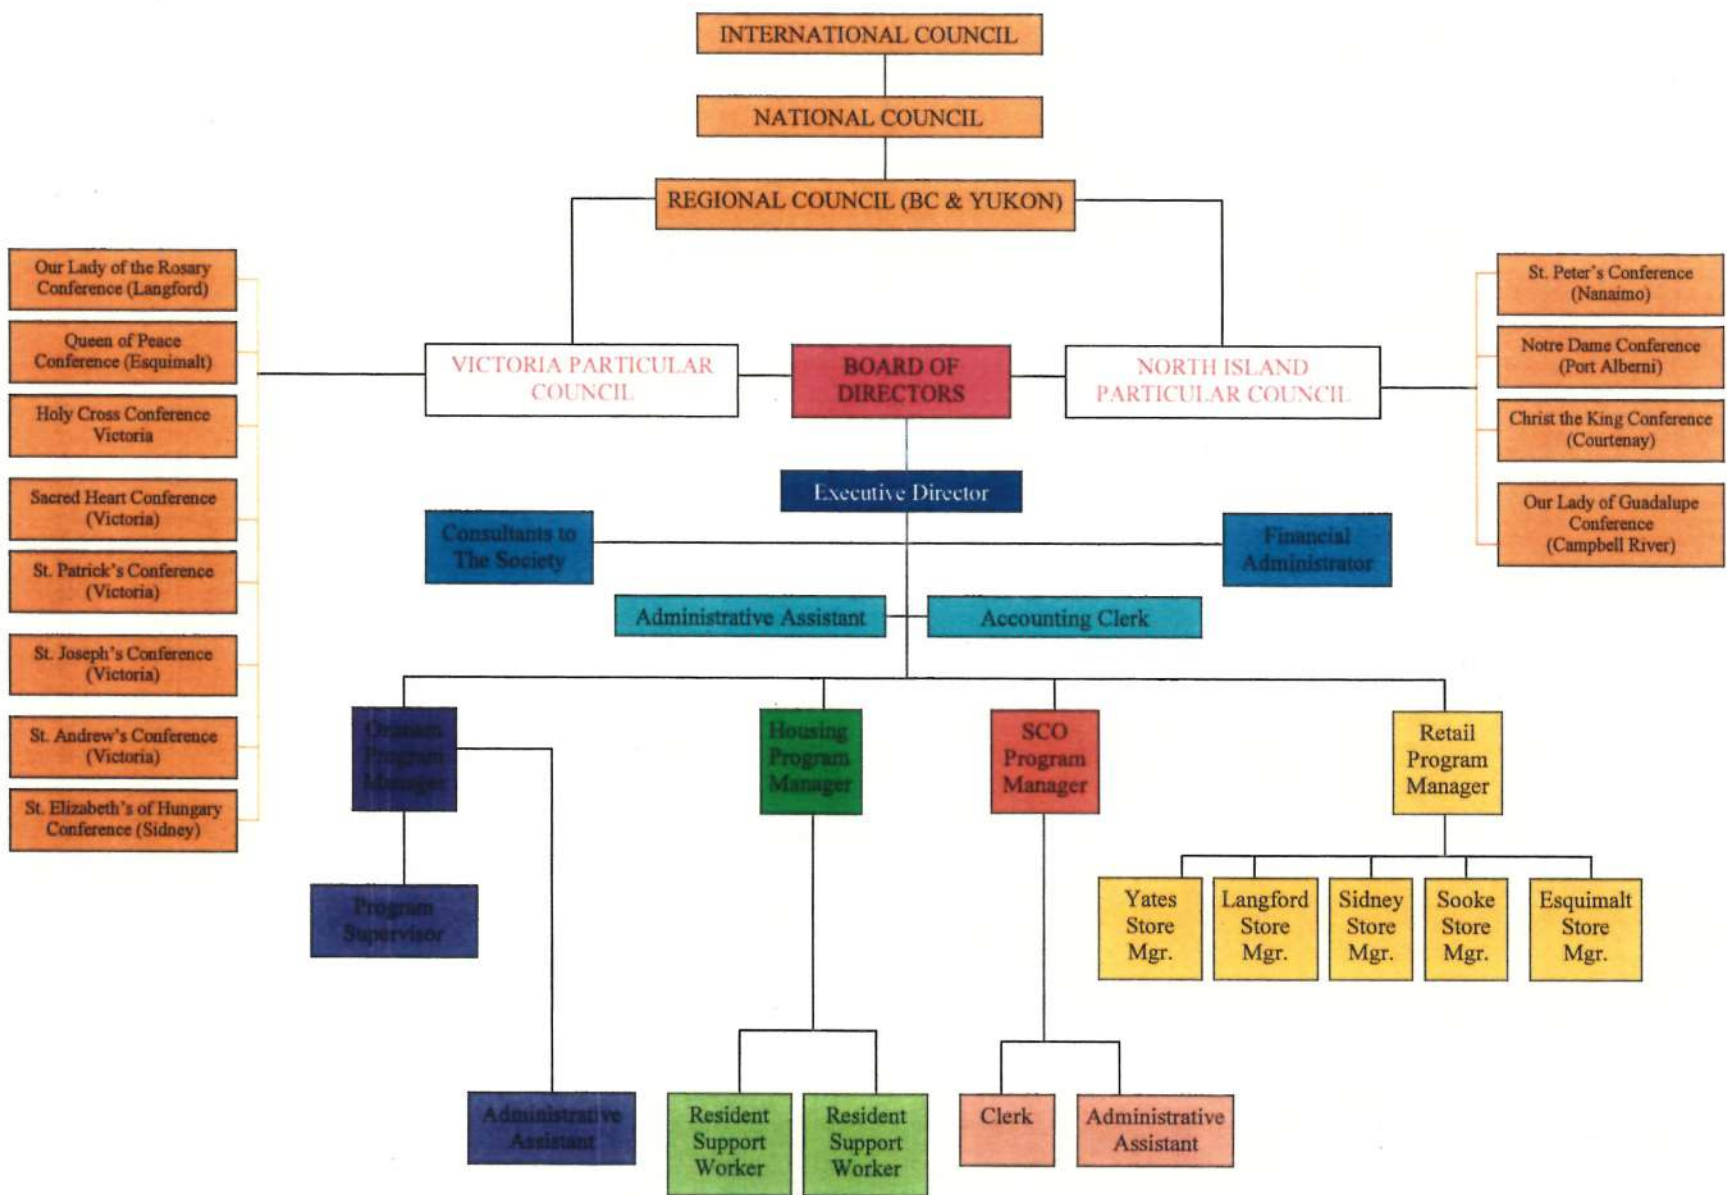 INTERNATIONAL COUNCIL
NATIONAL COUNCIL
REGIONAL COUNCIL (BC & YUKON)
Our Lady of the Rosary
Conference (Langford)
Queen of Peace
Conference (Esquimalt)
Holy Cross Conference
Victoria
Sacred Heart Conference
(Victoria)
St. Patrick's Conference
(Victoria)
St. Joseph's Conference
(Victoria)
St. Andrew's Conference
(Victoria)
St. Elizabeth's of Hungary
Conference (Sidney)
VICTORIA PARTICULAR
COUNCIL
BOARD OF
DIRECTORS
NORTH ISLAND
PARTICULAR COUNCIL
St. Peter's Conference
(Nanaimo)
Notre Dame Conference
(Port Alberni)
Christ the King Conference
(Courtenay)
Our Lady of Guadalupe
Conference
(Campbell River)
Executive Director
Consultants to
The Society
Financial
Administrator
Administrative Assistant
Accounting Clerk
Ozanam
Program
Manager
Housing
Program
Manager
SCO
Program
Manager
Retail
Program
Manager
Program
Supervisor
Yates
Store
Mgr.
Langford
Store
Mgr.
Sidney
Store
Mgr.
Sooke
Store
Mgr.
Esquimalt
Store
Mgr.
Administrative
Assistant
Resident
Support
Worker
Resident
Support
Worker
Clerk
Administrative
Assistant